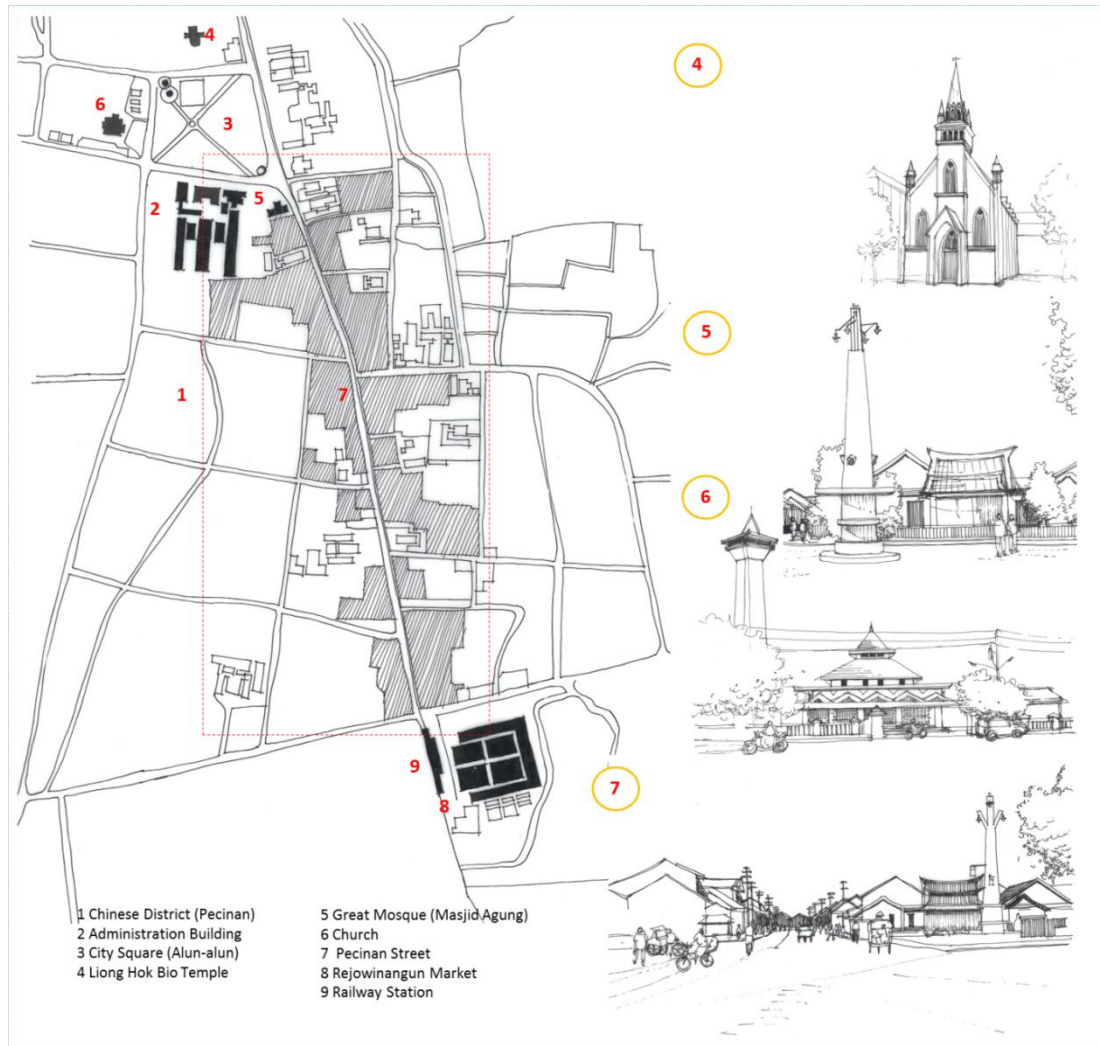 4
6
3
2
5
1
7
9
8
4
5
6
7
1 Chinese District (Pecinan)
2 Administration Building
3 City Square (Alun-alun)
4 Liong Hok Bio Temple
5 Great Mosque (Masjid Agung)
6 Church
7 Pecinan Street
8 Rejowinangun Market
9 Railway Station